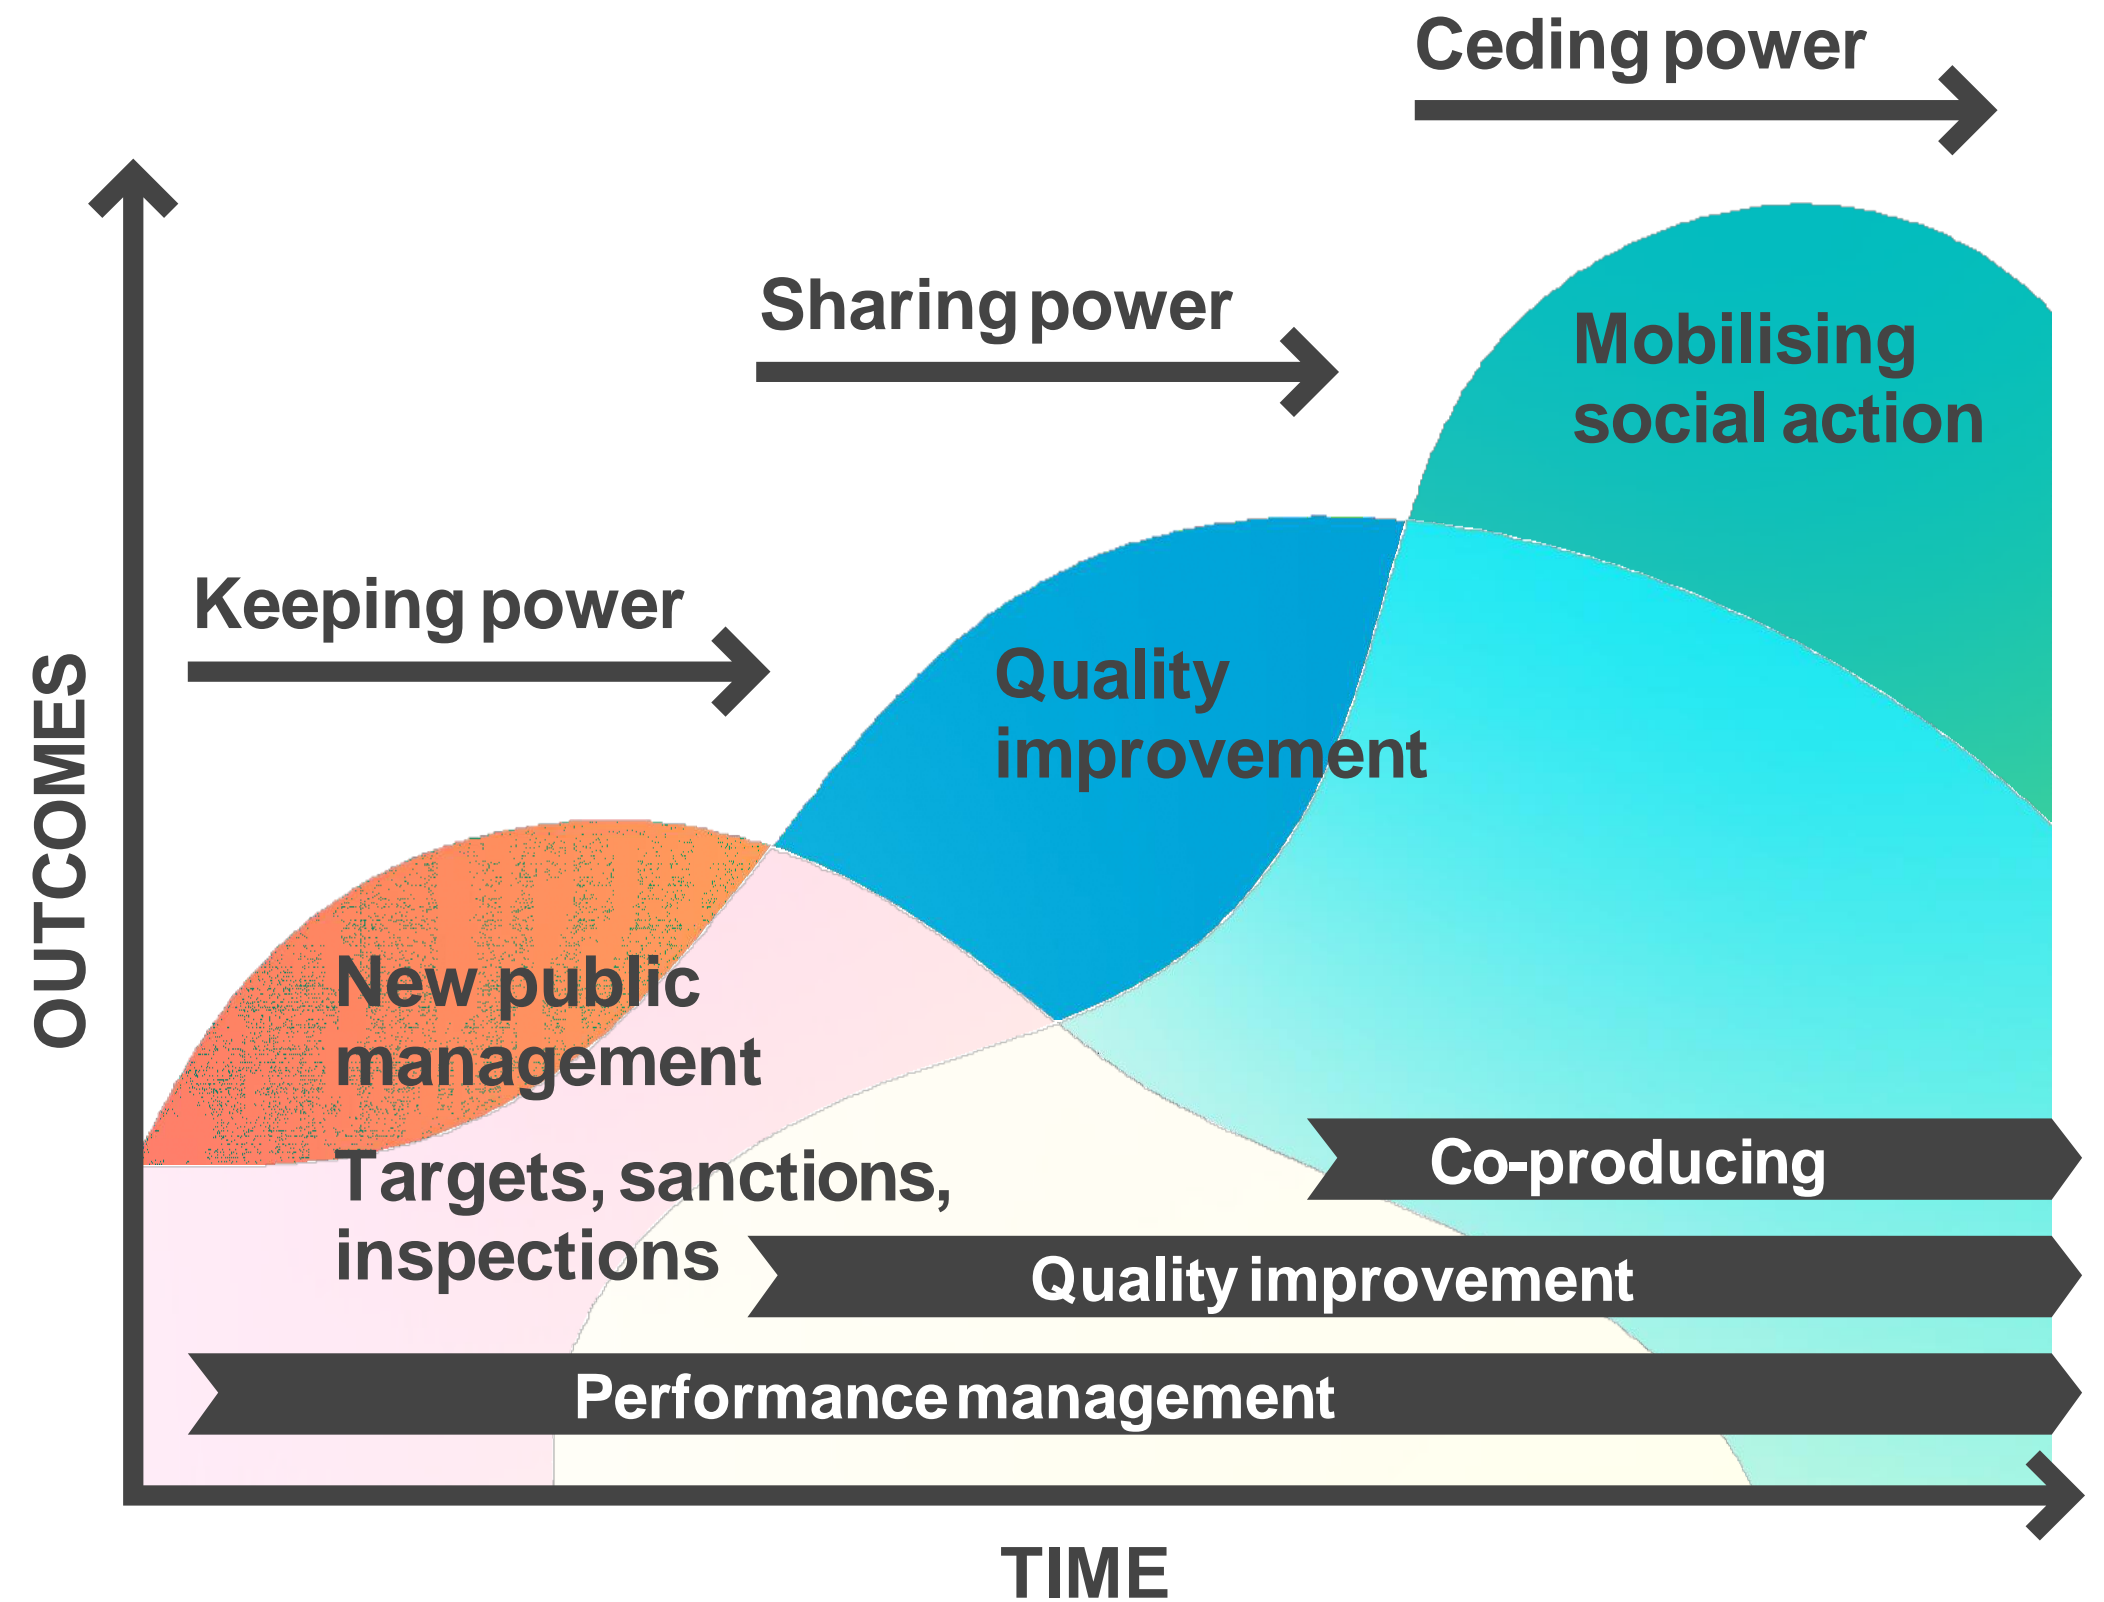 Ceding power
Sharing power
Mobilising
social action
Keeping power
Quality
improvement
OUTCOMES
New public
management
Targets, sanctions,
inspections
Co-producing
Quality improvement
Performance management
TIME